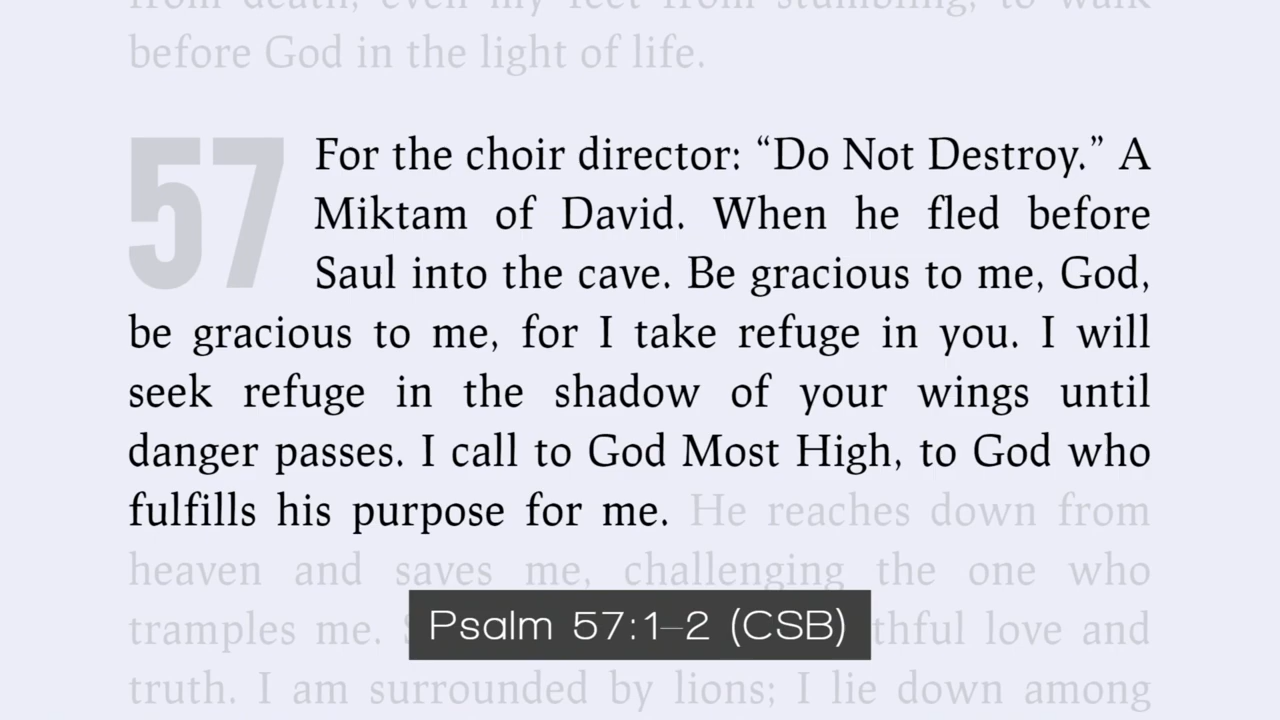 from death, even my feet from stumbling, to walk
before God in the light of life.
57
For the choir director: “Do Not Destroy.” A
Miktam of David. When he fled before
Saul into the cave. Be gracious to me, God,
be gracious to me, for I take refuge in you. I will
seek refuge in the shadow of your wings until
danger passes. I call to God Most High, to God who
fulfills his purpose for me. He reaches down from
heaven and saves me, challenging the one who
tramples me. thful love and
Psalm 57:1–2 (CSB)
truth. I am surrounded by lions; I lie down among